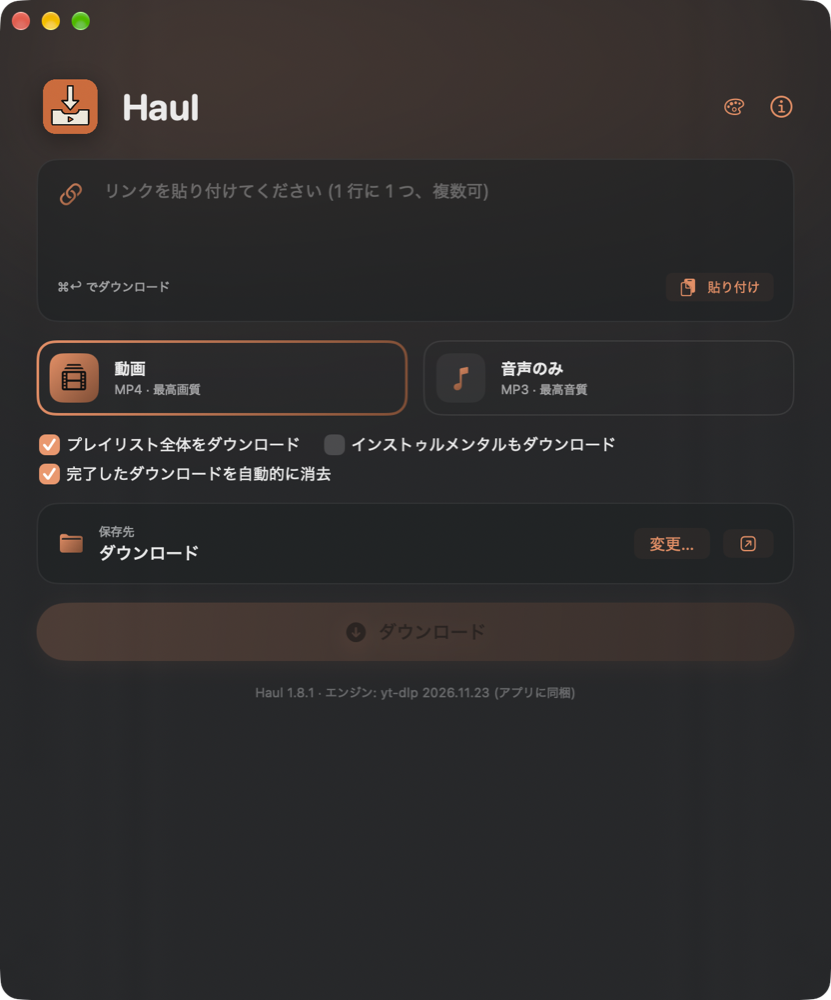 Haul
リンクを貼り付けてください (1 行に 1 つ、複数可)
⌘↩ でダウンロード
貼り付け
動画
MP4 · 最高画質
音声のみ
MP3 · 最高音質
プレイリスト全体をダウンロード
インストゥルメンタルもダウンロード
完了したダウンロードを自動的に消去
保存先
ダウンロード
変更...
ダウンロード
Haul 1.8.1 · エンジン: yt-dlp 2026.11.23 (アプリに同梱)